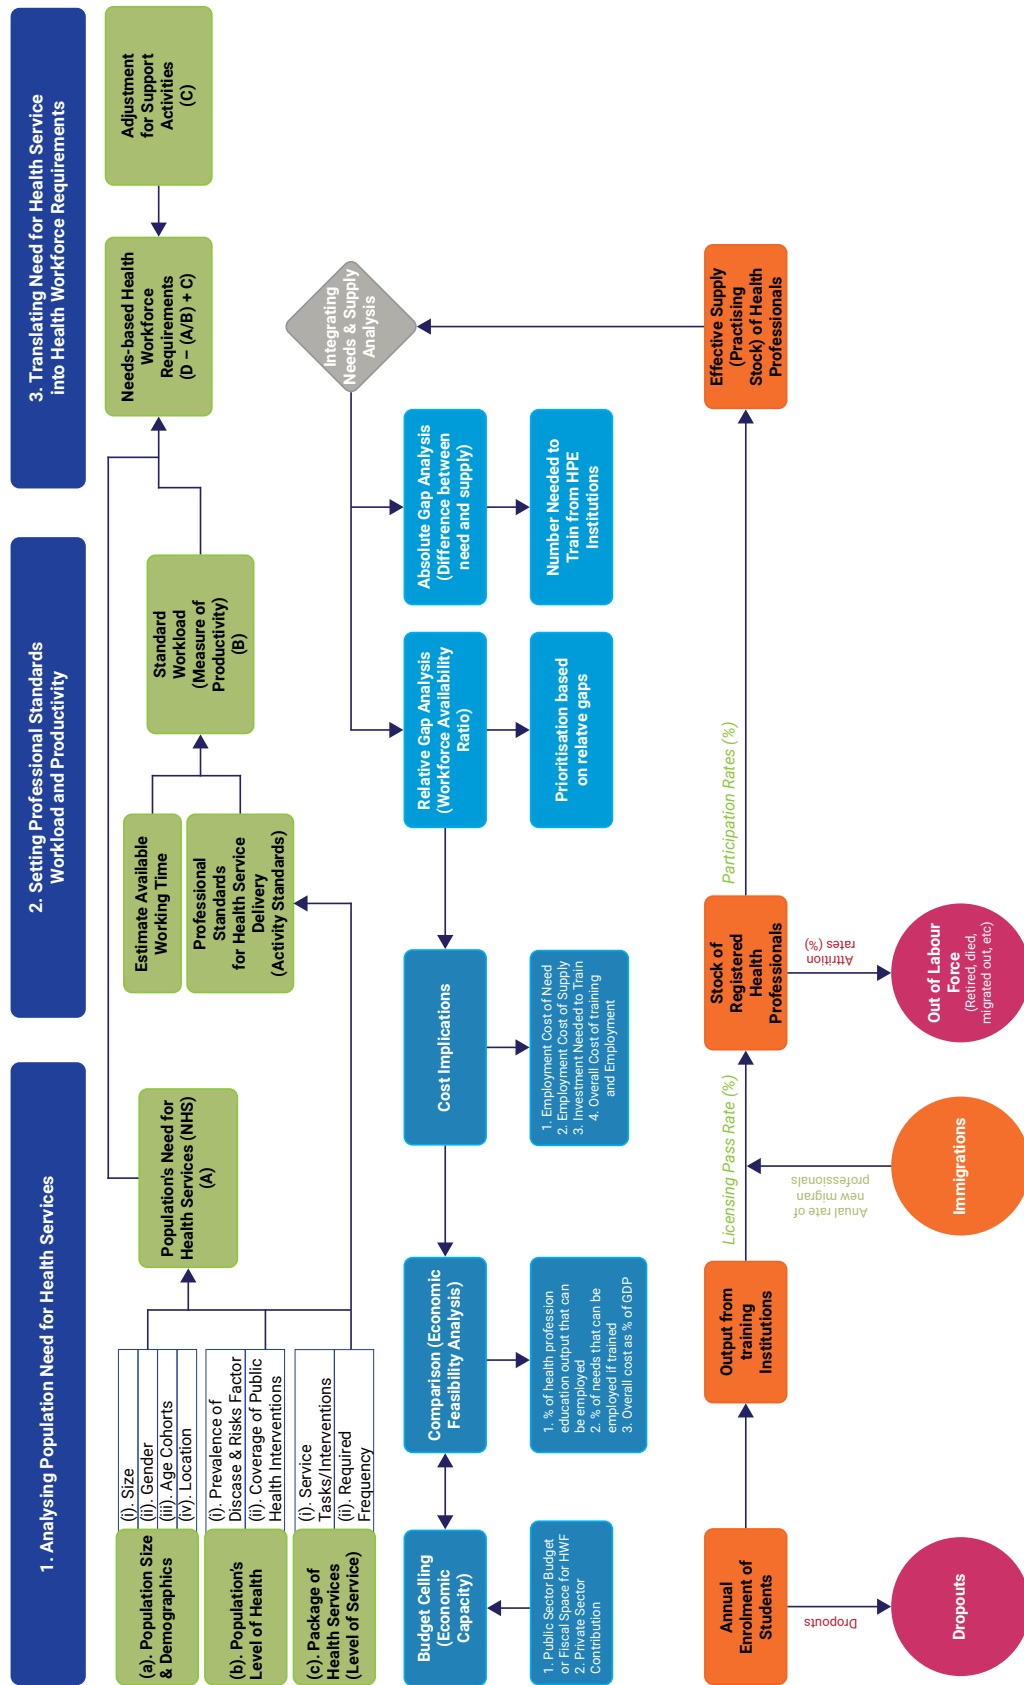 1. Analysing Population Need for Health Services
2. Setting Professional Standards
Workload and Productivity
3. Translating Need for Health Service
into Health Workforce Requirements
(a). Population Size
& Demographics
(i). Size
(ii). Gender
(iii). Age Cohorts
(iv). Location
(b). Population's
Level of Health
(i). Prevalence of
Disease & Risks Factor
(ii). Coverage of Public
Health Interventions
(c). Package of
Health Services
(Level of Service)
(i). Service
Tasks/Interventions
(ii). Required
Frequency
Population's Need for
Health Services (NHS)
(A)
Estimate Available
Working Time
Professional
Standards
for Health Service
Delivery
(Activity Standards)
Standard
Workload
(Measure of
Productivity)
(B)
Needs-based Health
Workforce
Requirements
(D – (A/B) + C)
Adjustment
for Support
Activities
(C)
Integrating
Needs & Supply
Analysis
Budget Celling
(Economic
Capacity)
1. Public Sector Budget
or Fiscal Space for HWF
2. Private Sector
Contribution
Comparison (Economic
Feasibility Analysis)
1. % of health profession
education output that can
be employed
2. % of needs that can be
employed if trained
3. Overall cost as % of GDP
Cost Implications
1. Employment Cost of Need
2. Employment Cost of Supply
3. Investment Needed to Train
4. Overall Cost of training
and Employment
Relative Gap Analysis
(Workforce Availability
Ratio)
Prioritisation based
on relatve gaps
Absolute Gap Analysis
(Difference between
need and supply)
Number Needed to
Train from HPE
Institutions
Annual
Enrolment of
Students
Dropouts
Dropouts
Output from
training
Institutions
Licensing Pass Rate (%)
Anual rate of
new migran
professionals
Immigrations
Stock of
Registered
Health
Professionals
Attrition
rates (%)
Out of Labour
Force
(Retired, died,
migrated out, etc)
Participation Rates (%)
Effective Supply
(Practising
Stock) of Health
Professionals